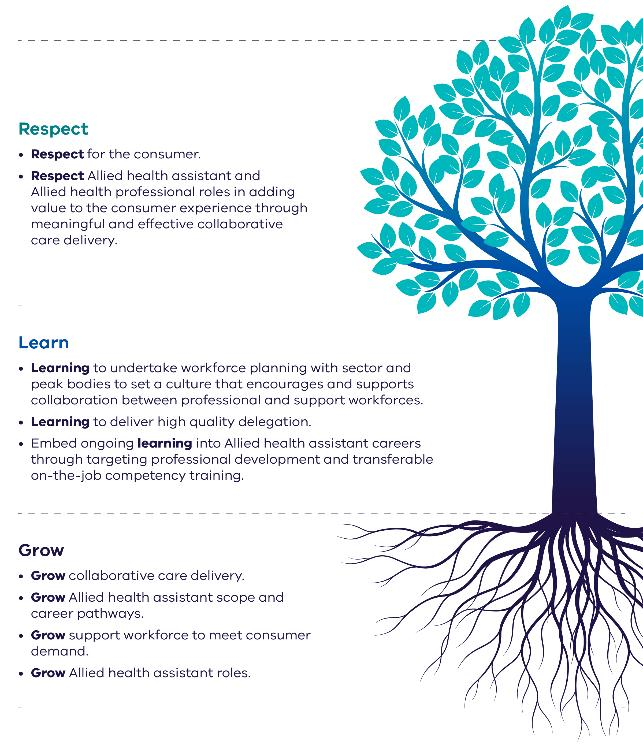 Respect
• Respect for the consumer.
• Respect Allied health assistant and
Allied health professional roles in adding
value to the consumer experience through
meaningful and effective collaborative
care delivery.
Learn
• Learning to undertake workforce planning with sector and
peak bodies to set a culture that encourages and supports
collaboration between professional and support workforces.
• Learning to deliver high quality delegation.
• Embed ongoing learning into Allied health assistant careers
through targeting professional development and transferable
on-the-job competency training.
Grow
• Grow collaborative care delivery.
• Grow Allied health assistant scope and
career pathways.
• Grow support workforce to meet consumer
demand.
• Grow Allied health assistant roles.